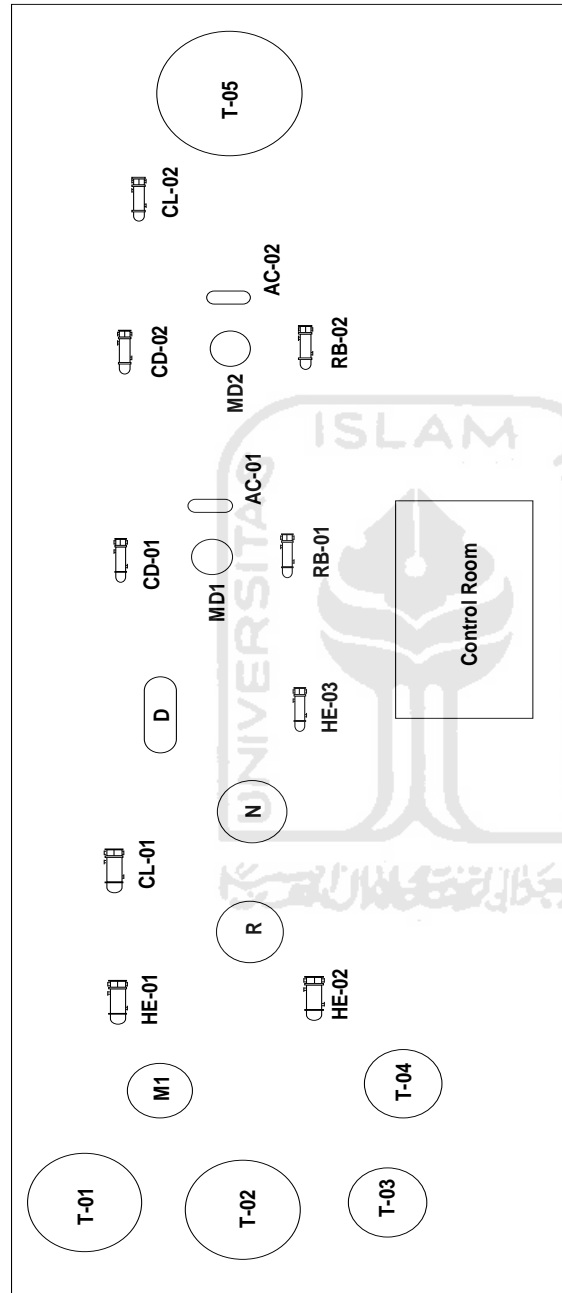 T-05
CL-02
AC-02
CD-02
MD2
RB-02
ISLAM
UNIVERSITAS
AC-01
CD-01
MD1
RB-01
Control Room
D
HE-03
N
CL-01
R
HE-01
HE-02
M1
T-04
T-01
T-02
T-03